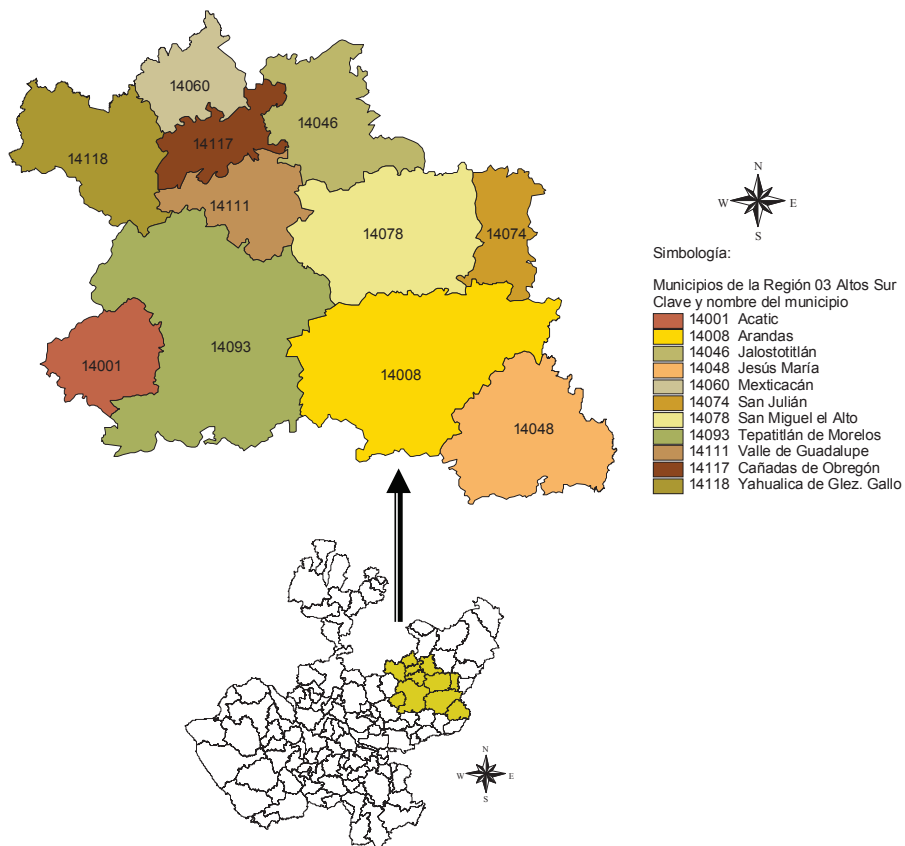 14060
14046
14117
14118
14111
14078
14074
14093
14001
14008
14048
N
W E
S
Simbología:
Municipios de la Región 03 Altos Sur
Clave y nombre del municipio
14001 Acatic
14008 Arandas
14046 Jalostotitlán
14048 Jesús María
14060 Mexticacán
14074 San Julián
14078 San Miguel el Alto
14093 Tepatitlán de Morelos
14111 Valle de Guadalupe
14117 Cañadas de Obregón
14118 Yahualica de Glez. Gallo
N
W E
S